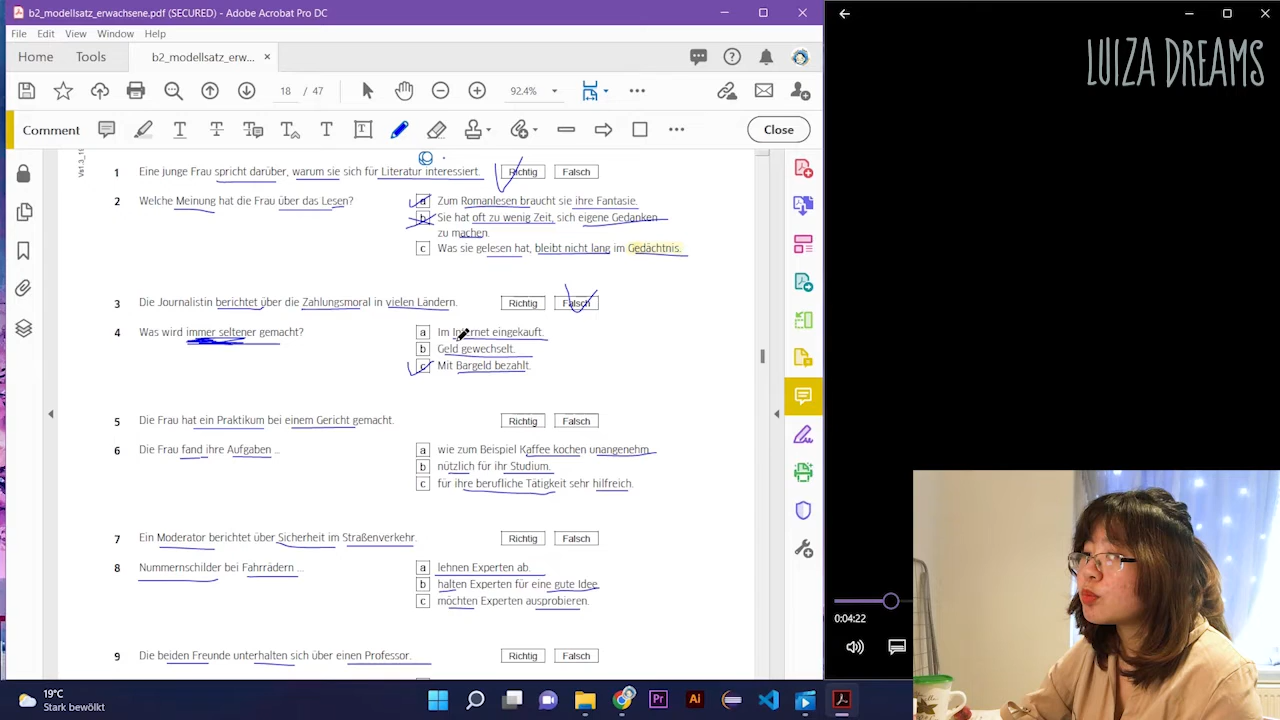 b2_modellsatz_erwachsene.pdf (SECURED) - Adobe Acrobat Pro DC
File Edit View Window Help
Home Tools b2_modellsatz_erw... ×
18 / 47 92.4%
Comment Close
LUIZA DREAMS
1 Eine junge Frau spricht darüber, warum sie sich für Literatur interessiert. Richtig Falsch
2 Welche Meinung hat die Frau über das Lesen? a Zum Romanlesen braucht sie ihre Fantasie.
b Sie hat oft zu wenig Zeit, sich eigene Gedanken
zu machen.
c Was sie gelesen hat, bleibt nicht lang im Gedächtnis.
3 Die Journalistin berichtet über die Zahlungsmoral in vielen Ländern. Richtig Falsch
4 Was wird immer seltener gemacht? a Im Internet eingekauft.
b Geld gewechselt.
c Mit Bargeld bezahlt.
5 Die Frau hat ein Praktikum bei einem Gericht gemacht. Richtig Falsch
6 Die Frau fand ihre Aufgaben ... a wie zum Beispiel Kaffee kochen unangenehm.
b nützlich für ihr Studium.
c für ihre berufliche Tätigkeit sehr hilfreich.
7 Ein Moderator berichtet über Sicherheit im Straßenverkehr. Richtig Falsch
8 Nummernschilder bei Fahrrädern ... a lehnen Experten ab.
b halten Experten für eine gute Idee.
c möchten Experten ausprobieren.
9 Die beiden Freunde unterhalten sich über einen Professor. Richtig Falsch
0:04:22
19°C
Stark bewölkt